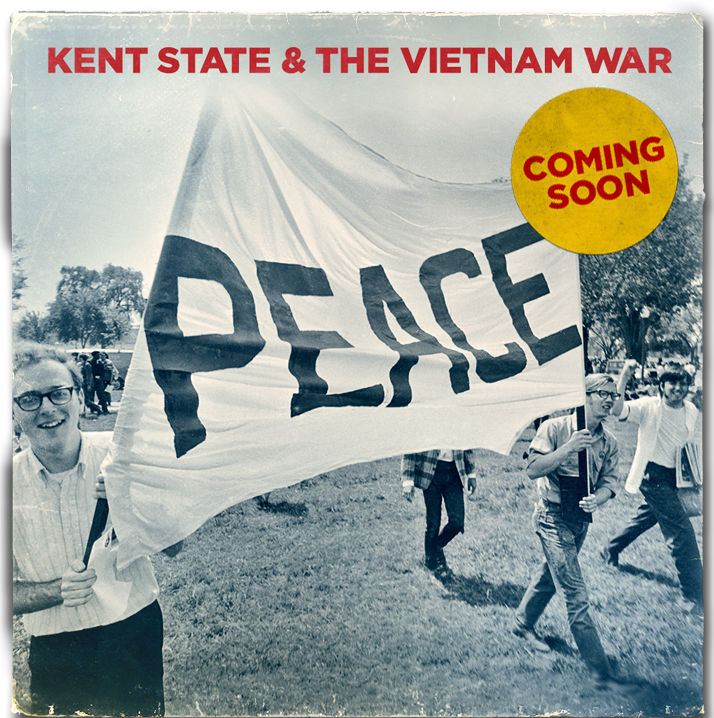 KENT STATE & THE VIETNAM WAR
COMING
SOON
PEACE